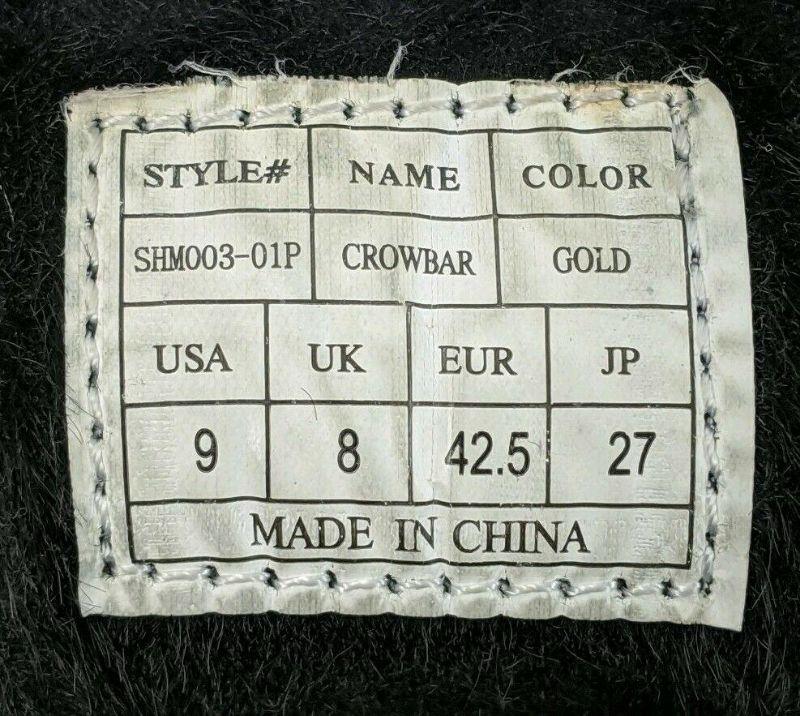 STYLE# NAME COLOR
SHM003-01P CROWBAR GOLD
USA UK EUR JP
9 8 42.5 27
MADE IN CHINA